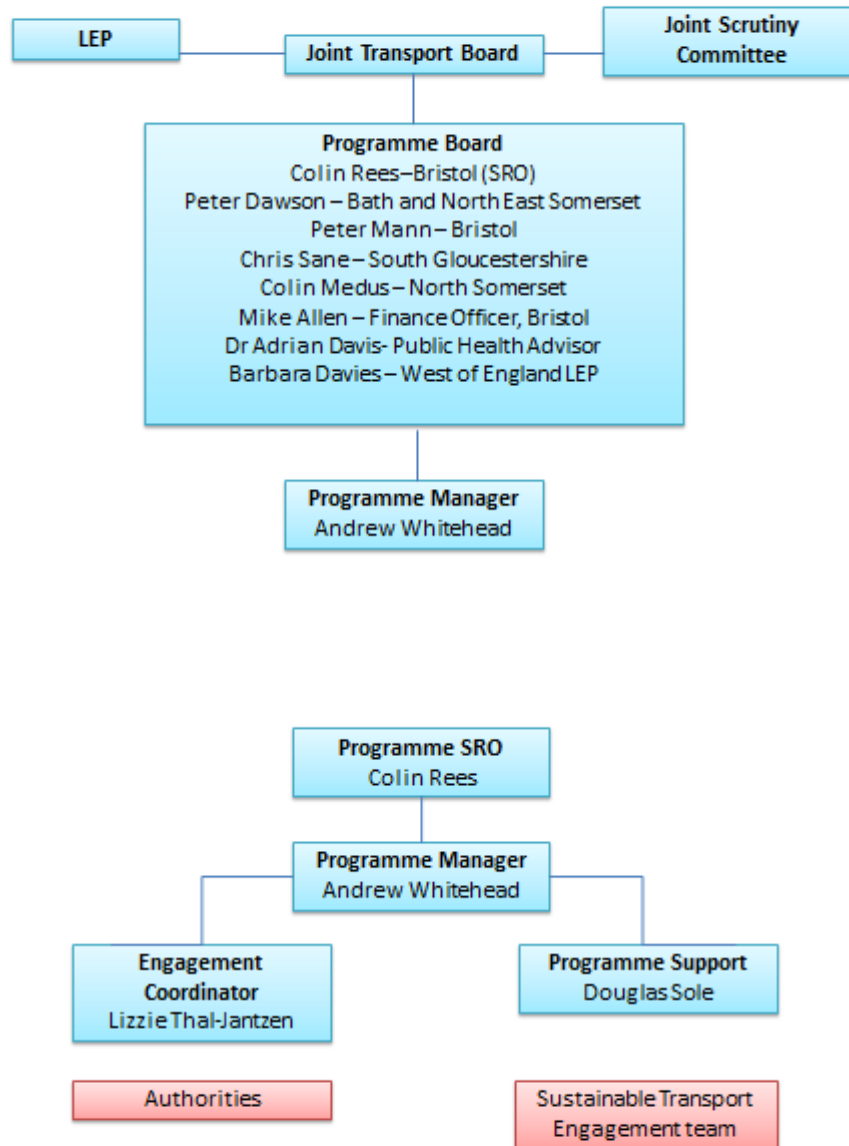 LEP
Joint Transport Board
Joint Scrutiny
Committee
Programme Board
Colin Rees–Bristol (SRO)
Peter Dawson – Bath and North East Somerset
Peter Mann – Bristol
Chris Sane – South Gloucestershire
Colin Medus – North Somerset
Mike Allen – Finance Officer, Bristol
Dr Adrian Davis- Public Health Advisor
Barbara Davies – West of England LEP
Programme Manager
Andrew Whitehead
Programme SRO
Colin Rees
Programme Manager
Andrew Whitehead
Engagement
Coordinator
Lizzie Thal-Jantzen
Programme Support
Douglas Sole
Authorities
Sustainable Transport
Engagement team